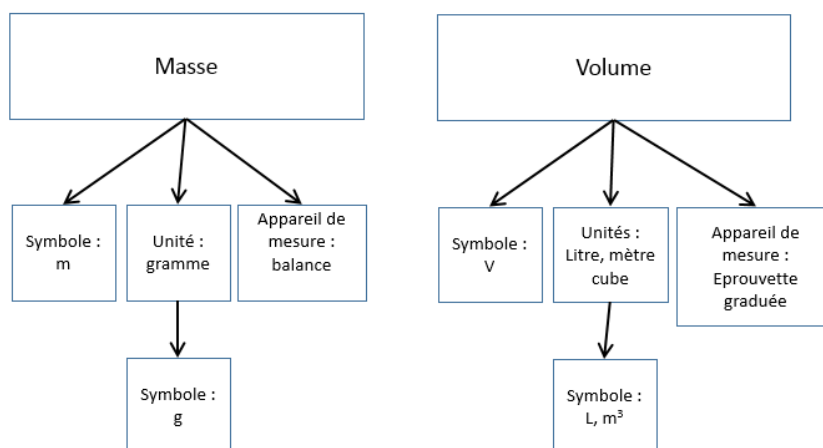 Masse
Symbole :
m
Unité :
gramme
Appareil de
mesure :
balance
Symbole :
g
Volume
Symbole :
V
Unités :
Litre, mètre
cube
Appareil de
mesure :
Eprouvette
graduée
Symbole :
L, m³